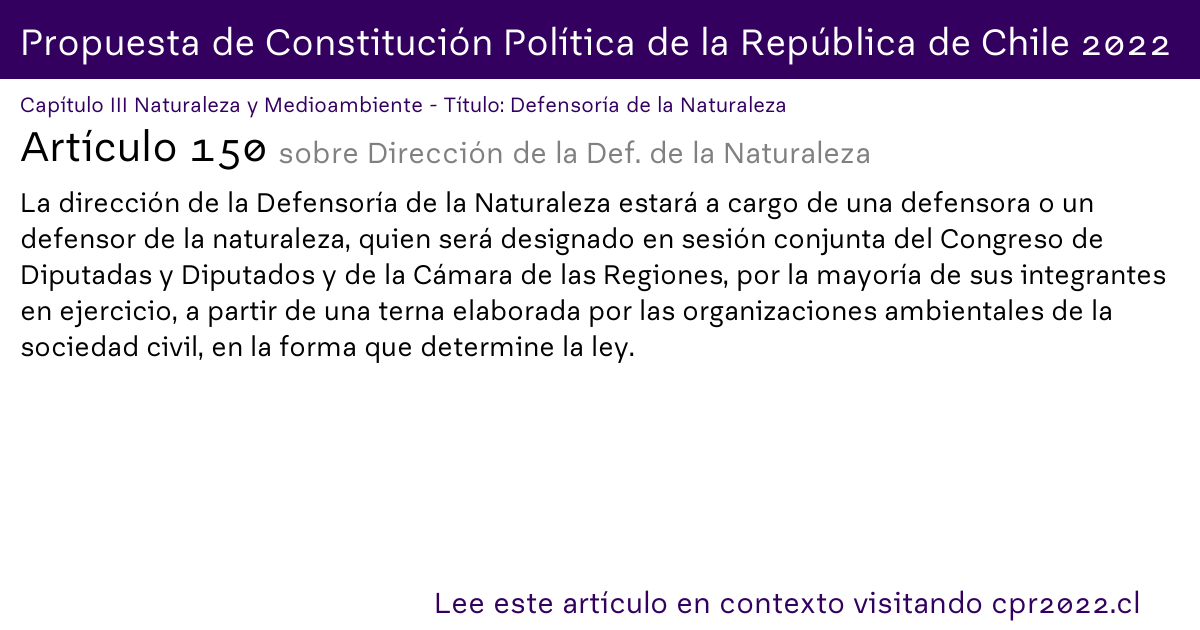 Propuesta de Constitución Política de la República de Chile 2022
Capítulo III Naturaleza y Medioambiente - Título: Defensoría de la Naturaleza
Artículo 150 sobre Dirección de la Def. de la Naturaleza
La dirección de la Defensoría de la Naturaleza estará a cargo de una defensora o un
defensor de la naturaleza, quien será designado en sesión conjunta del Congreso de
Diputadas y Diputados y de la Cámara de las Regiones, por la mayoría de sus integrantes
en ejercicio, a partir de una terna elaborada por las organizaciones ambientales de la
sociedad civil, en la forma que determine la ley.
Lee este artículo en contexto visitando cpr2022.cl